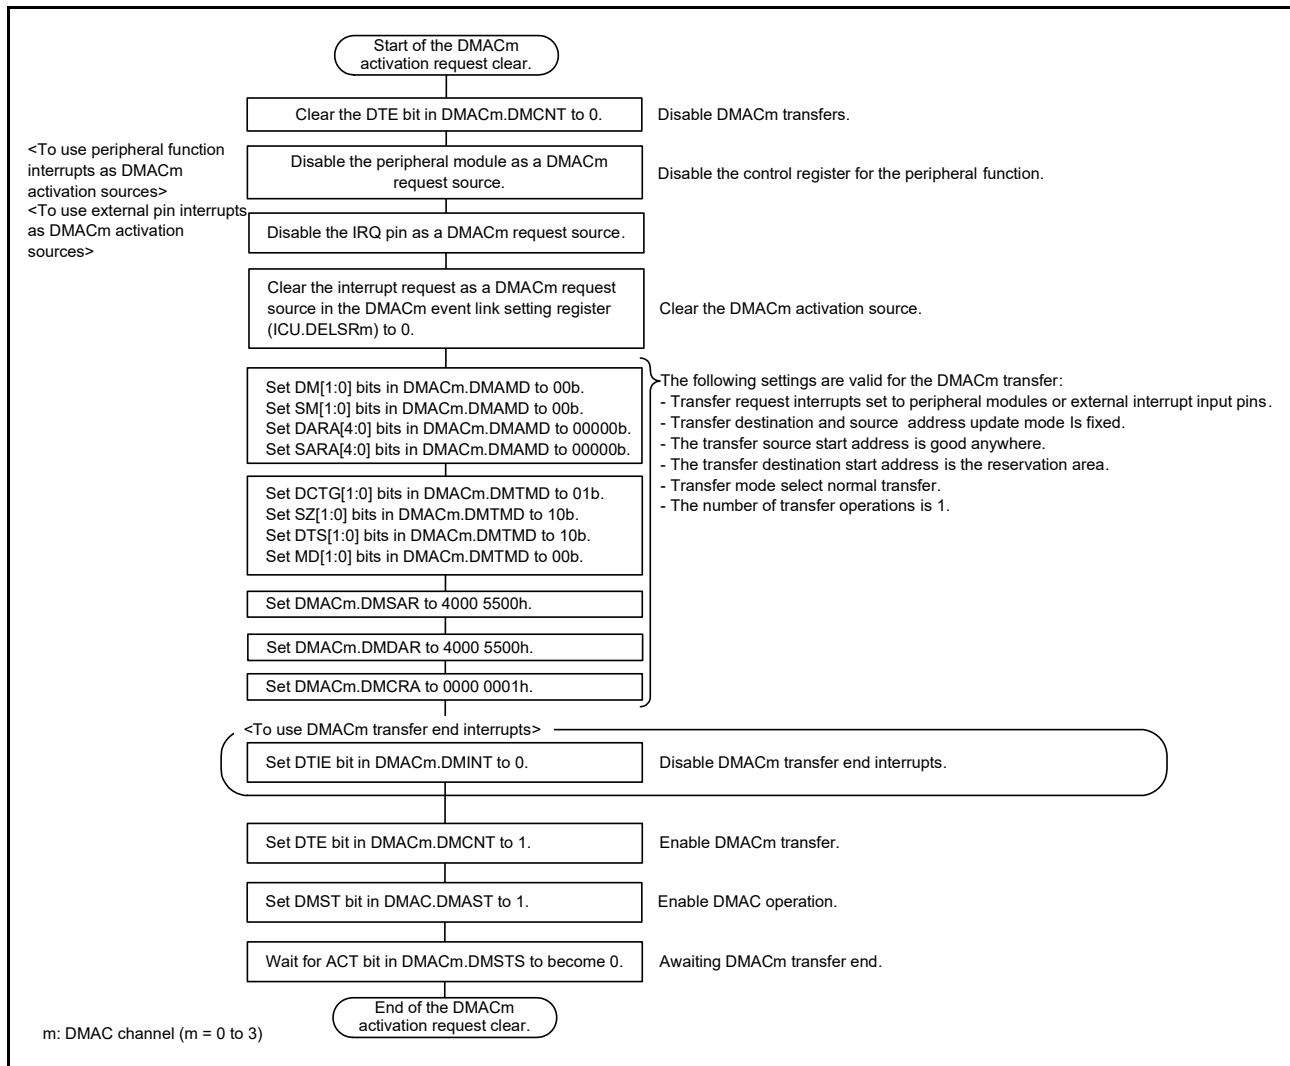 Start of the DMACm
activation request clear.
Clear the DTE bit in DMACm.DMCNT to 0.
Disable DMACm transfers.
<To use peripheral function
interrupts as DMACm
activation sources>
Disable the peripheral module as a DMACm
request source.
Disable the control register for the peripheral function.
<To use external pin interrupts
as DMACm activation
sources>
Disable the IRQ pin as a DMACm request source.
Clear the interrupt request as a DMACm request
source in the DMACm event link setting register
(ICU.DELSRm) to 0.
Clear the DMACm activation source.
Set DM[1:0] bits in DMACm.DMAMD to 00b.
Set SM[1:0] bits in DMACm.DMAMD to 00b.
Set DARA[4:0] bits in DMACm.DMAMD to 00000b.
Set SARA[4:0] bits in DMACm.DMAMD to 00000b.
The following settings are valid for the DMACm transfer:
- Transfer request interrupts set to peripheral modules or external interrupt input pins.
- Transfer destination and source address update mode Is fixed.
- The transfer source start address is good anywhere.
- The transfer destination start address is the reservation area.
- Transfer mode select normal transfer.
- The number of transfer operations is 1.
Set DCTG[1:0] bits in DMACm.DMTMD to 01b.
Set SZ[1:0] bits in DMACm.DMTMD to 10b.
Set DTS[1:0] bits in DMACm.DMTMD to 10b.
Set MD[1:0] bits in DMACm.DMTMD to 00b.
Set DMACm.DMSAR to 4000 5500h.
Set DMACm.DMDAR to 4000 5500h.
Set DMACm.DMCRA to 0000 0001h.
<To use DMACm transfer end interrupts>
Set DTIE bit in DMACm.DMINT to 0.
Disable DMACm transfer end interrupts.
Set DTE bit in DMACm.DMCNT to 1.
Enable DMACm transfer.
Set DMST bit in DMAC.DMAST to 1.
Enable DMAC operation.
Wait for ACT bit in DMACm.DMSTS to become 0.
Awaiting DMACm transfer end.
End of the DMACm
activation request clear.
m: DMAC channel (m = 0 to 3)